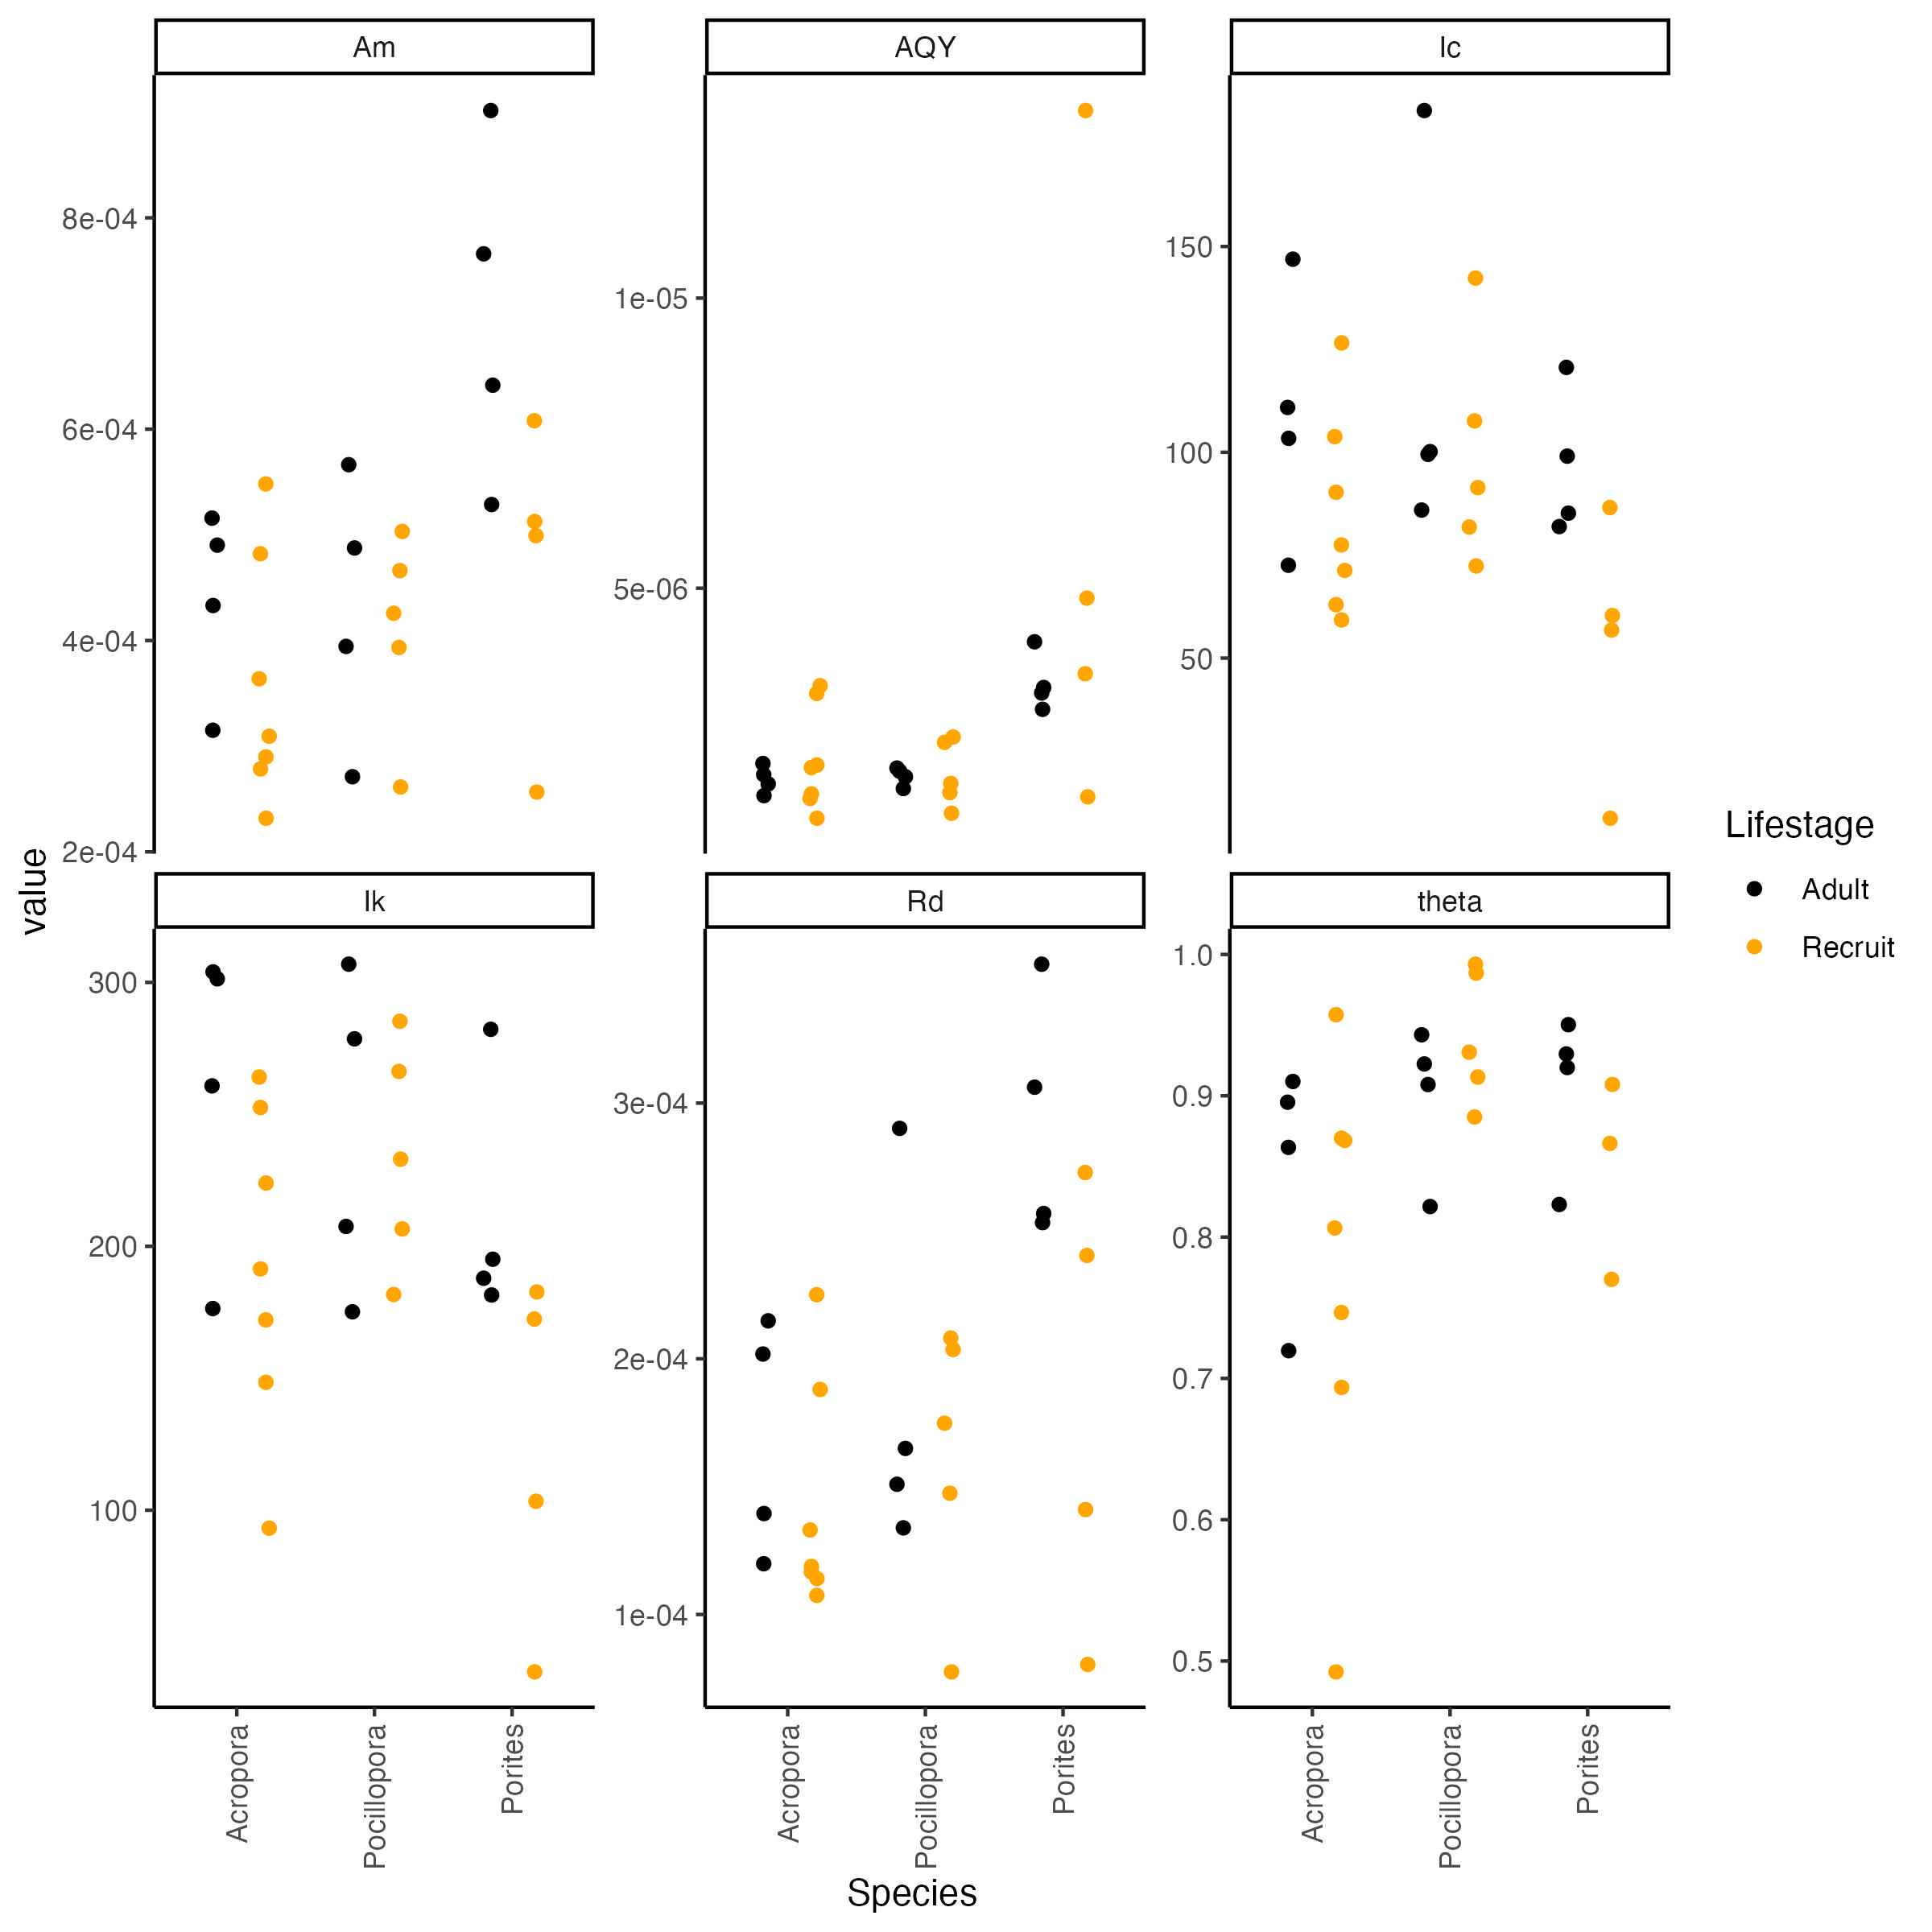 Am
AQY
Ic
8e-04
6e-04
4e-04
2e-04
1e-05
5e-06
150
100
50
value
Ik
Rd
theta
300
200
100
3e-04
2e-04
1e-04
1.0
0.9
0.8
0.7
0.6
0.5
Acropora
Pocillopora
Porites
Acropora
Pocillopora
Porites
Acropora
Pocillopora
Porites
Species
Lifestage
Adult
Recruit